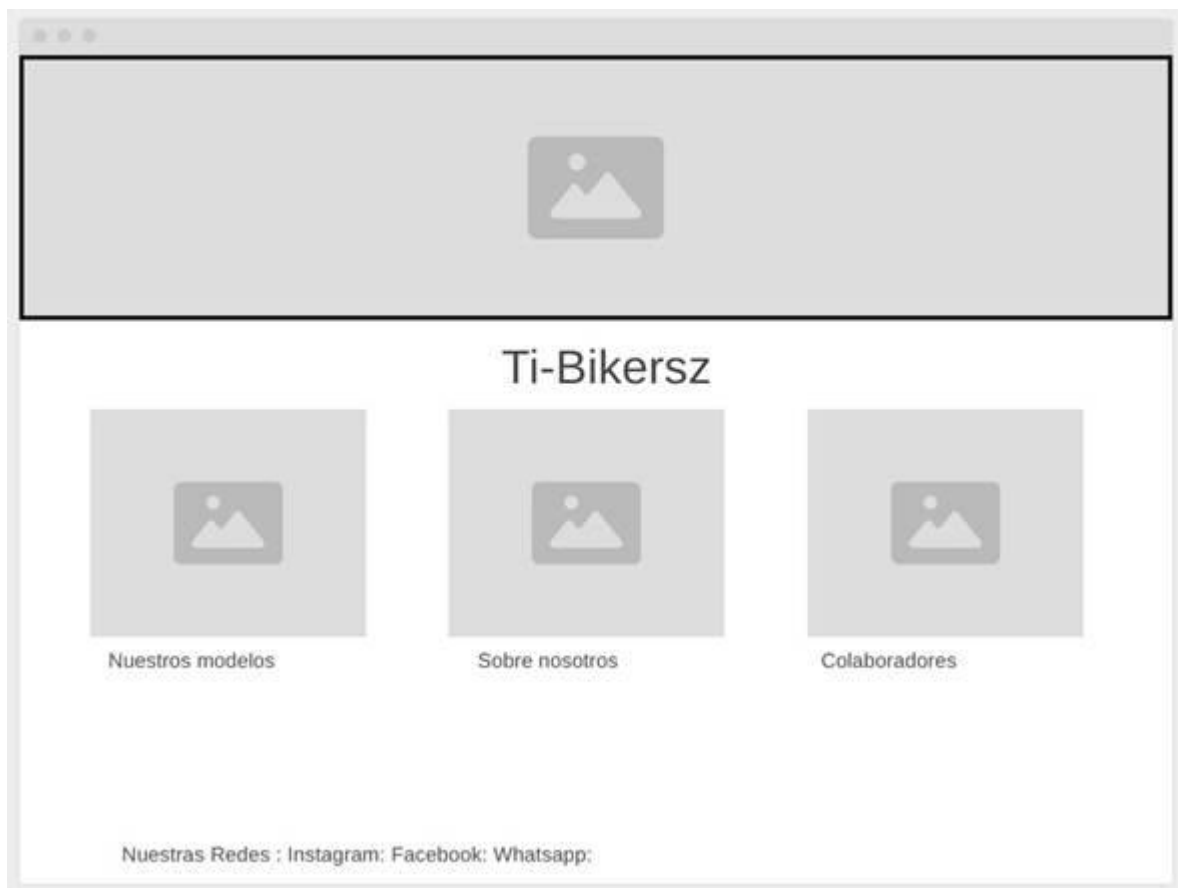 Ti-Bikersz
Nuestros modelos
Sobre nosotros
Colaboradores
Nuestras Redes : Instagram: Facebook: Whatsapp: